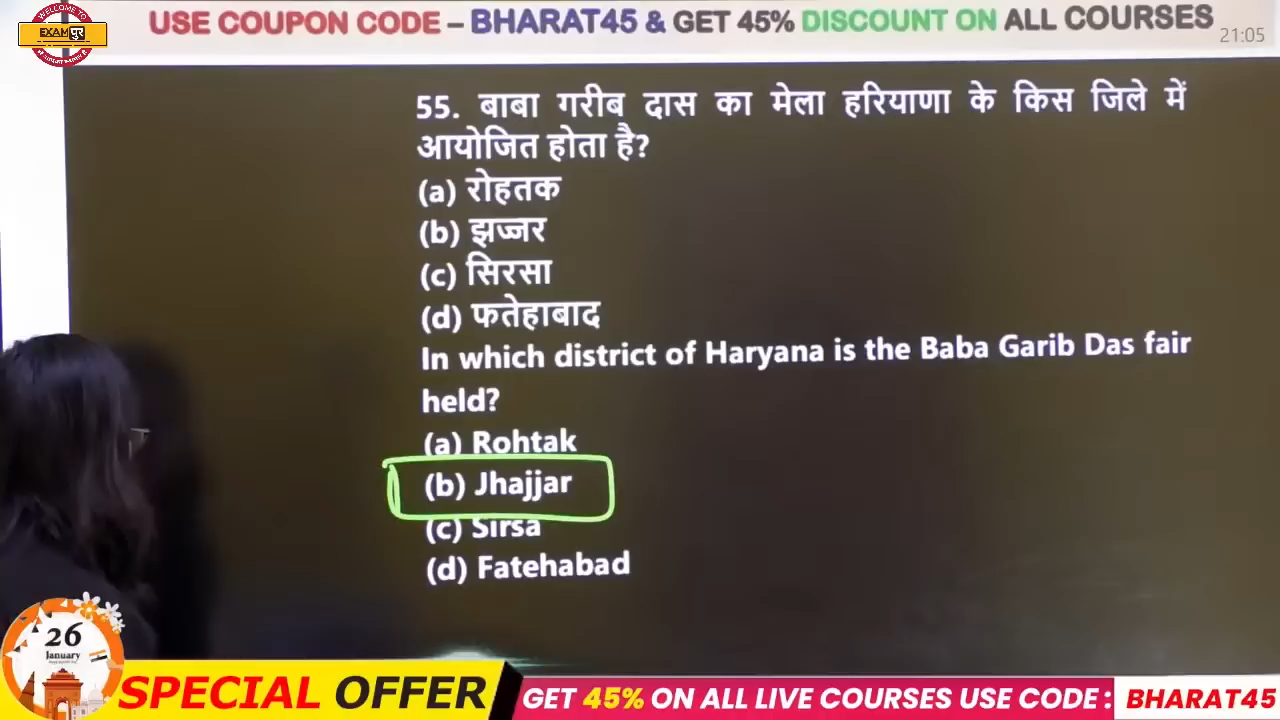 WELCOME TO
EXAM पुर
USE COUPON CODE – BHARAT45 & GET 45% DISCOUNT ON ALL COURSES
21:05
55. बाबा गरीब दास का मेला हरियाणा के किस जिले में
आयोजित होता है?
(a) रोहतक
(b) झज्जर
(c) सिरसा
(d) फतेहाबाद
In which district of Haryana is the Baba Garib Das fair
held?
(a) Rohtak
(b) Jhajjar
(c) Sirsa
(d) Fatehabad
26
January
SPECIAL OFFER
GET 45% ON ALL LIVE COURSES USE CODE : BHARAT45